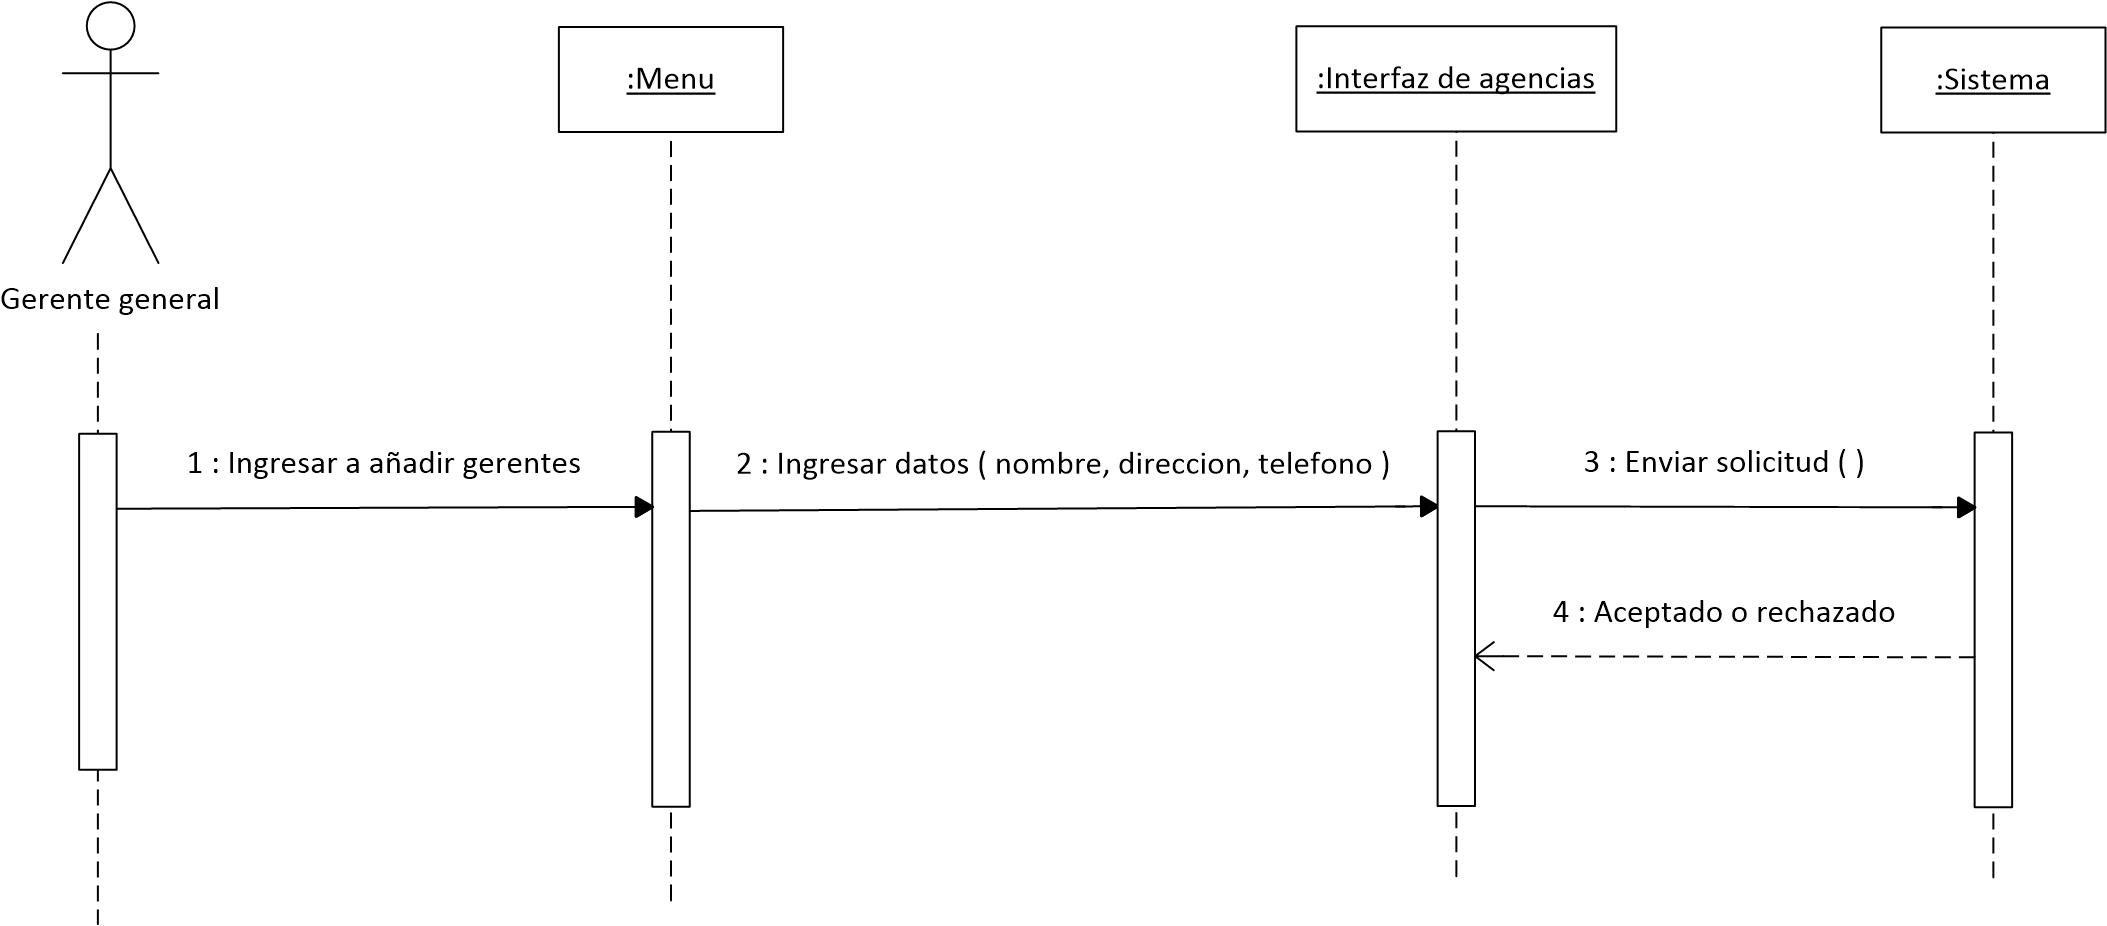 :Menu
:Interfaz de agencias
:Sistema
Gerente general
1 : Ingresar a añadir gerentes
2 : Ingresar datos ( nombre, direccion, telefono )
3 : Enviar solicitud ( )
4 : Aceptado o rechazado